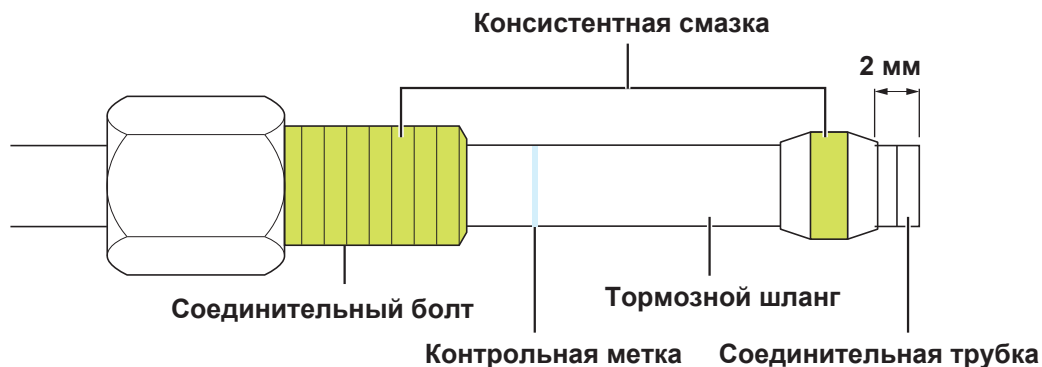 Консистентная смазка
2 мм
Соединительный болт
Тормозной шланг
Контрольная метка
Соединительная трубка